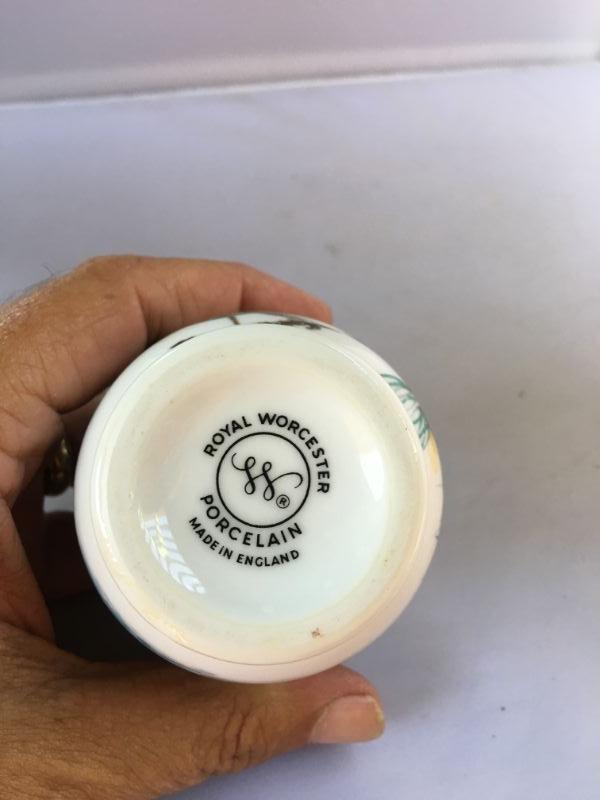 ROYAL WORCESTER
W®
PORCELAIN
MADE IN ENGLAND